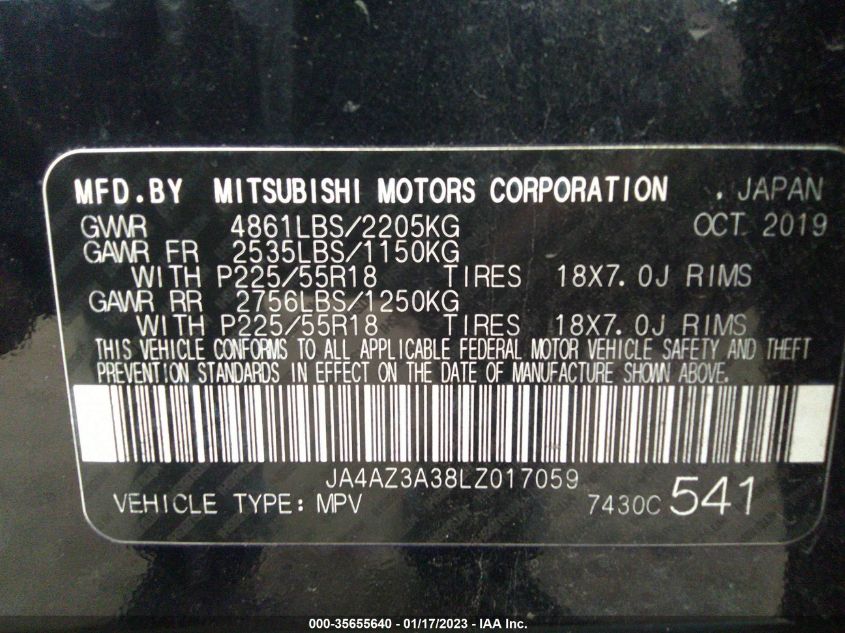 MFD.BY MITSUBISHI MOTORS CORPORATION . JAPAN
GVWR 4861LBS/2205KG OCT. 2019
GAWR FR 2535LBS/1150KG
WITH P225/55R18 TIRES 18X7.0J RIMS
GAWR RR 2756LBS/1250KG
WITH P225/55R18 TIRES 18X7.0J RIMS
THIS VEHICLE CONFORMS TO ALL APPLICABLE FEDERAL MOTOR VEHICLE SAFETY AND THEFT
PREVENTION STANDARDS IN EFFECT ON THE DATE OF MANUFACTURE SHOWN ABOVE.
JA4AZ3A38LZ017059
VEHICLE TYPE: MPV 7430C 541
000-35655640 - 01/17/2023 - IAA Inc.